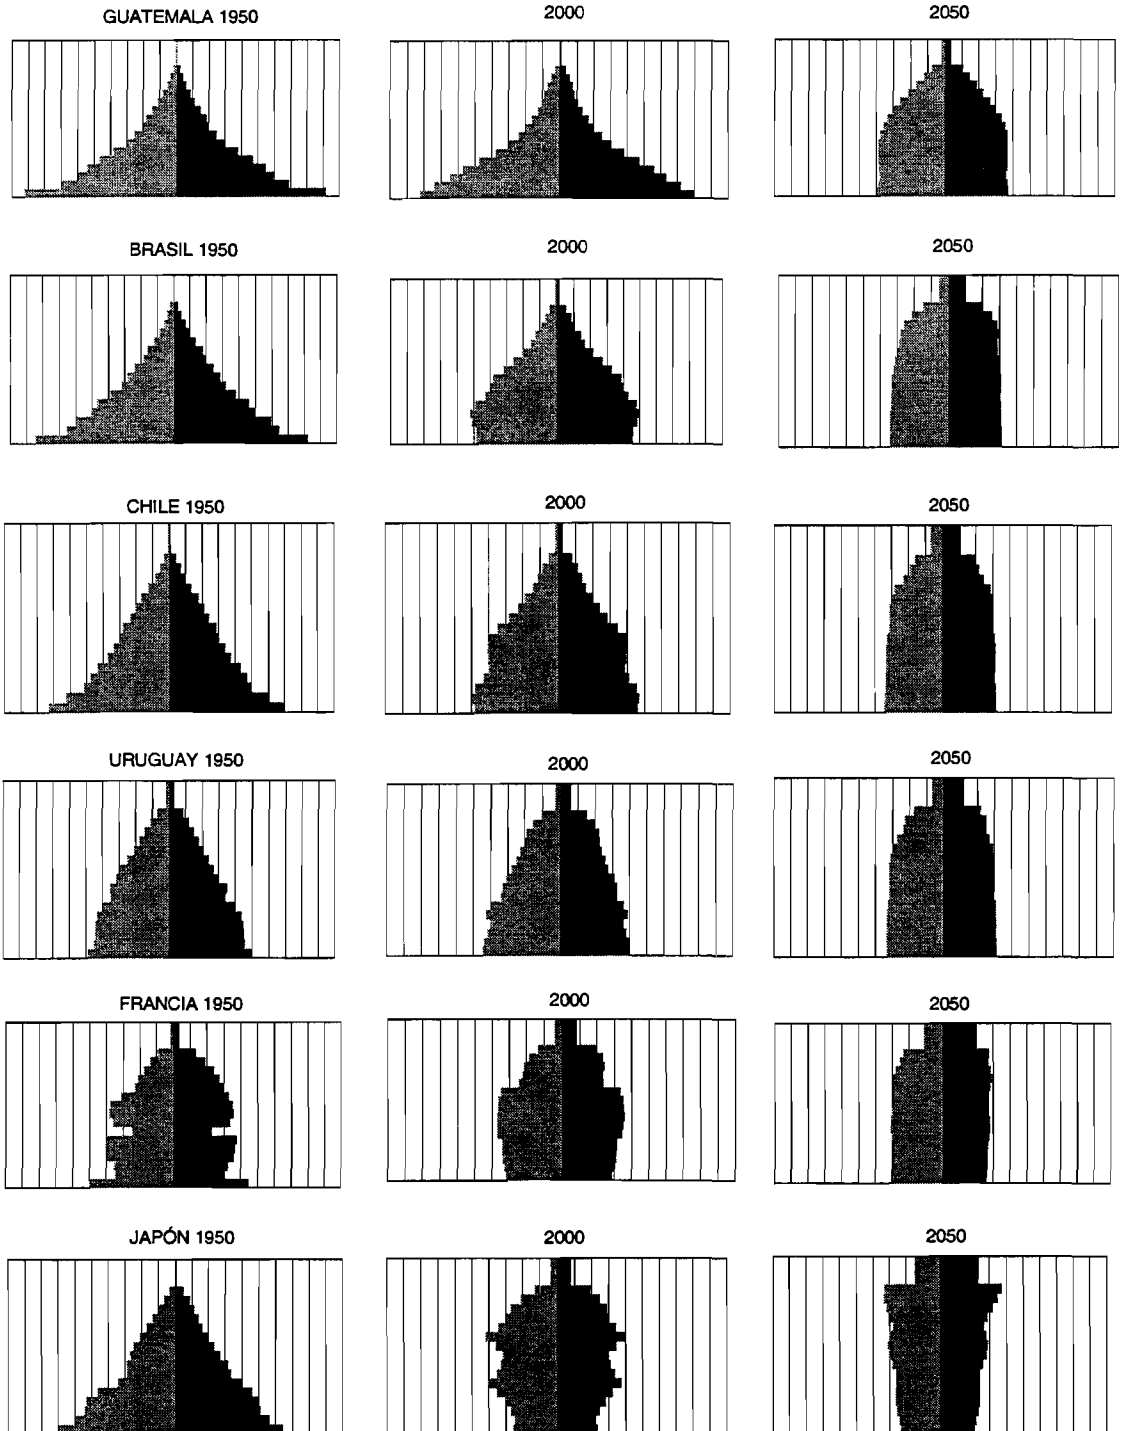 GUATEMALA 1950 2000 2050
BRASIL 1950 2000 2050
CHILE 1950 2000 2050
URUGUAY 1950 2000 2050
FRANCIA 1950 2000 2050
JAPÓN 1950 2000 2050